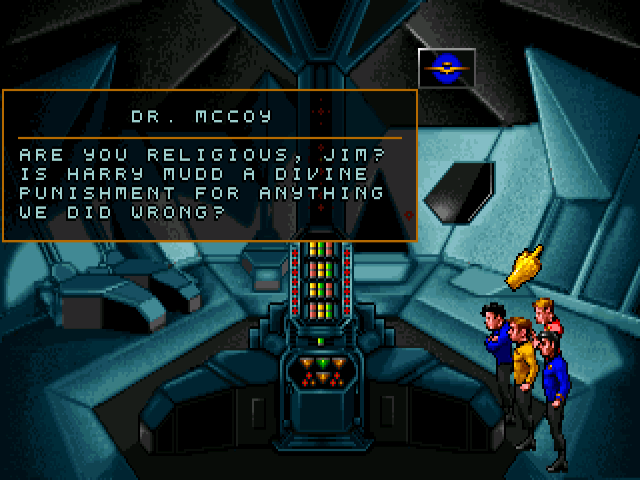 DR. MCCOY
ARE YOU RELIGIOUS, JIM?
IS HARRY MUDD A DIVINE
PUNISHMENT FOR ANYTHING
WE DID WRONG?